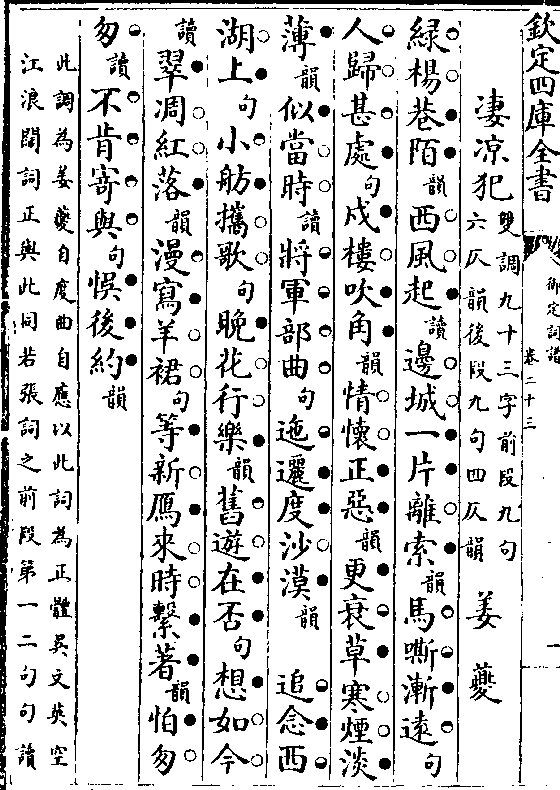 欽定四庫全書
御定詞譜
卷二十三
一
凄涼犯 雙調九十三字前段九句
六仄韻後段九句四仄韻 姜夔
綠楊巷陌韻西風起讀邊城一片離索韻馬嘶漸遠句
人歸甚處句戍樓吹角韻情懷正惡韻更衰草寒煙淡
薄韻似當時讀將軍部曲句迤邐度沙漠韻 追念西
湖上句小舫攜歌句晚花行樂韻舊遊在否句想如今
讀翠凋紅落韻漫寫羊裙句等新鴈來時繫著韻怕匆
匆讀不肯寄與句悞後約韻
此調為姜夔自度曲自應以此詞為正體吳文英空
江浪闊詞正與此同若張詞之前段第一二句句讀